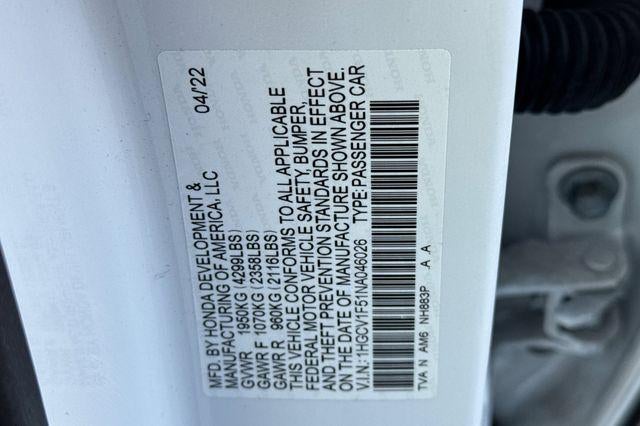 MFD. BY HONDA DEVELOPMENT & 04/'22
MANUFACTURING OF AMERICA, LLC
GVWR 1950KG(4299LBS)
GAWR F 1070KG(2358LBS)
GAWR R 960KG(2116LBS)
THIS VEHICLE CONFORMS TO ALL APPLICABLE
FEDERAL MOTOR VEHICLE SAFETY, BUMPER,
AND THEFT PREVENTION STANDARDS IN EFFECT
ON THE DATE OF MANUFACTURE SHOWN ABOVE.
V.I.N.:1HGCV1F51NA046026 TYPE:PASSENGER CAR
TVA N AM6 NH883P A A